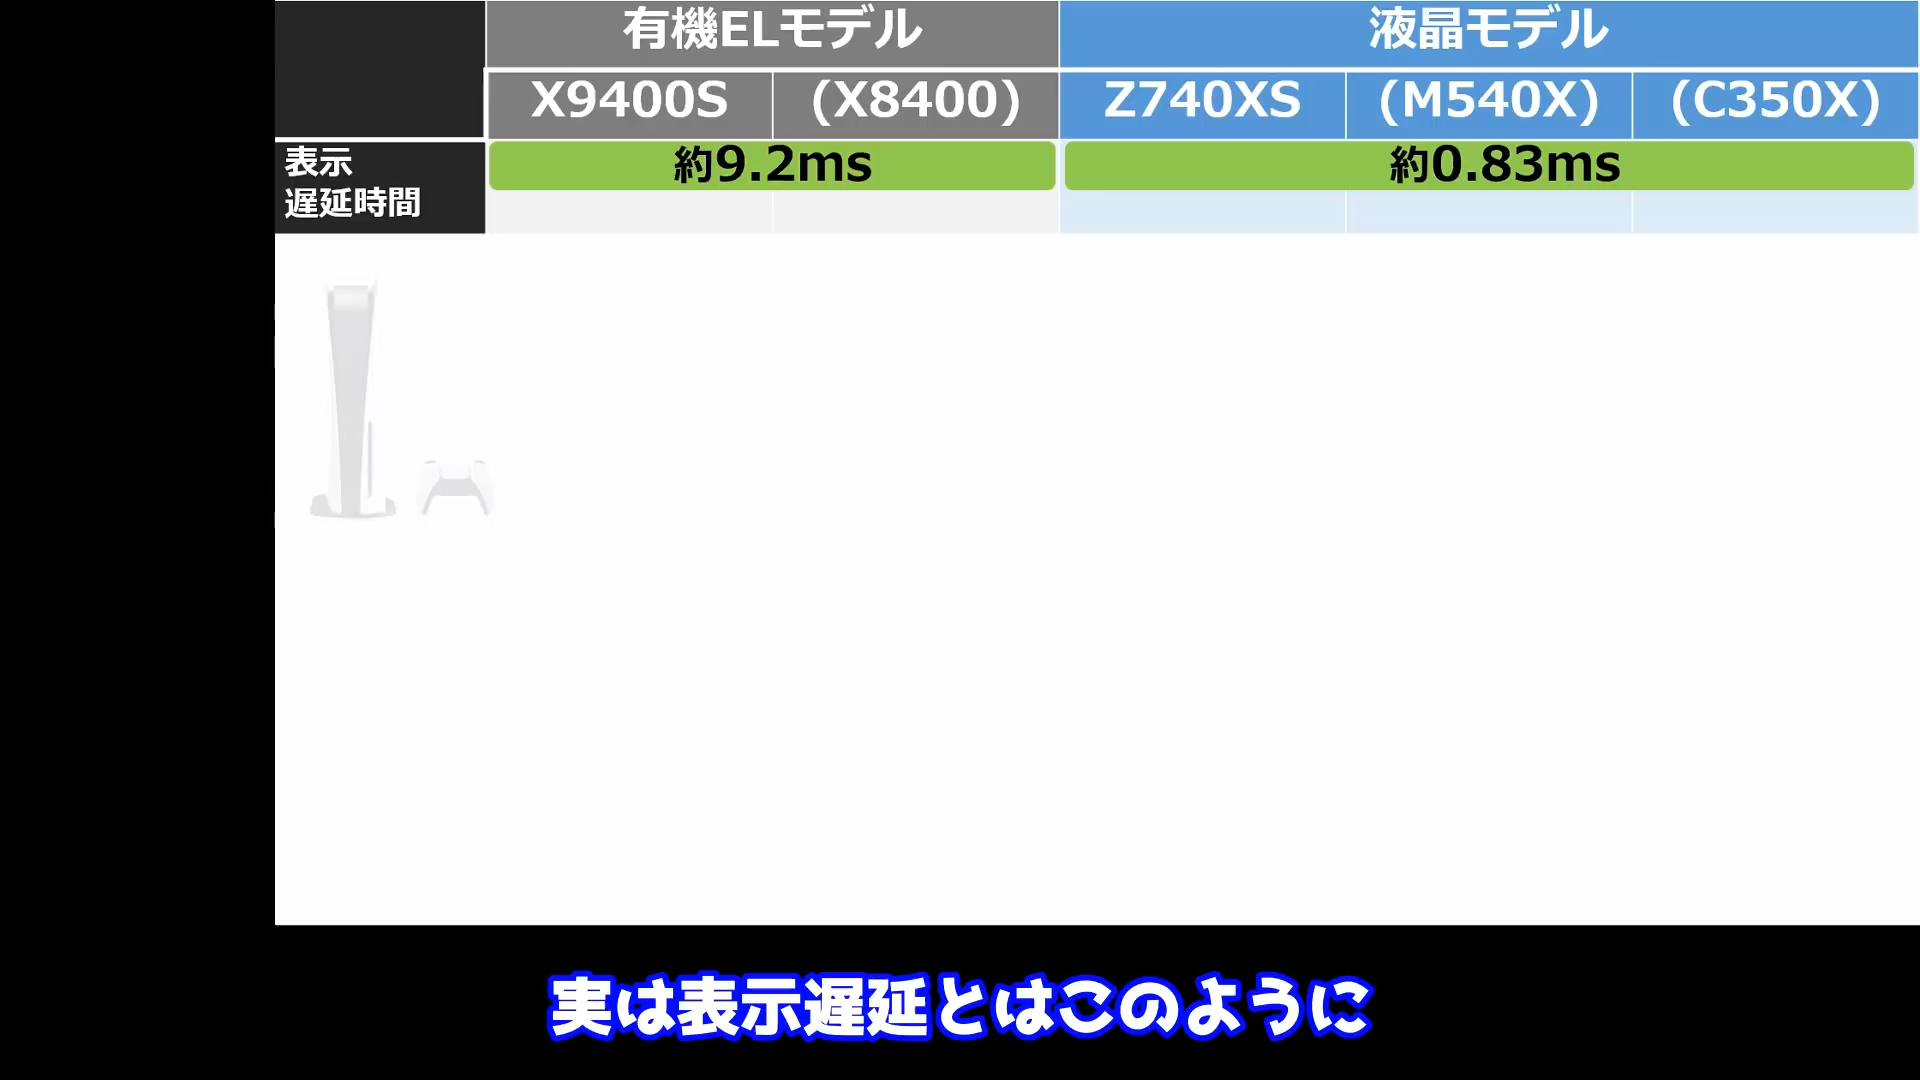 有機ELモデル
液晶モデル
X9400S
(X8400)
Z740XS
(M540X)
(C350X)
表示
遅延時間
約9.2ms
約0.83ms
実は表示遅延とはこのように